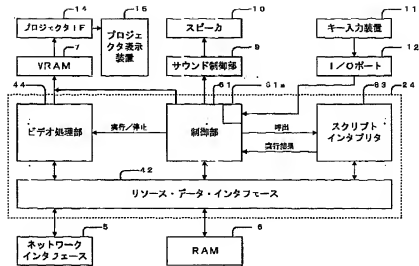 14
15
10
11
プロジェクタIF
プロジェクタ表示装置
スピーカ
キー入力装置
7
9
12
VRAM
サウンド制御部
I/Oポート
44
61
61a
63
24
ビデオ処理部
実行/停止
制御部
呼出
実行結果
スクリプトインタプリタ
42
リソース・データ・インタフェース
ネットワークインタフェース
5
RAM
6